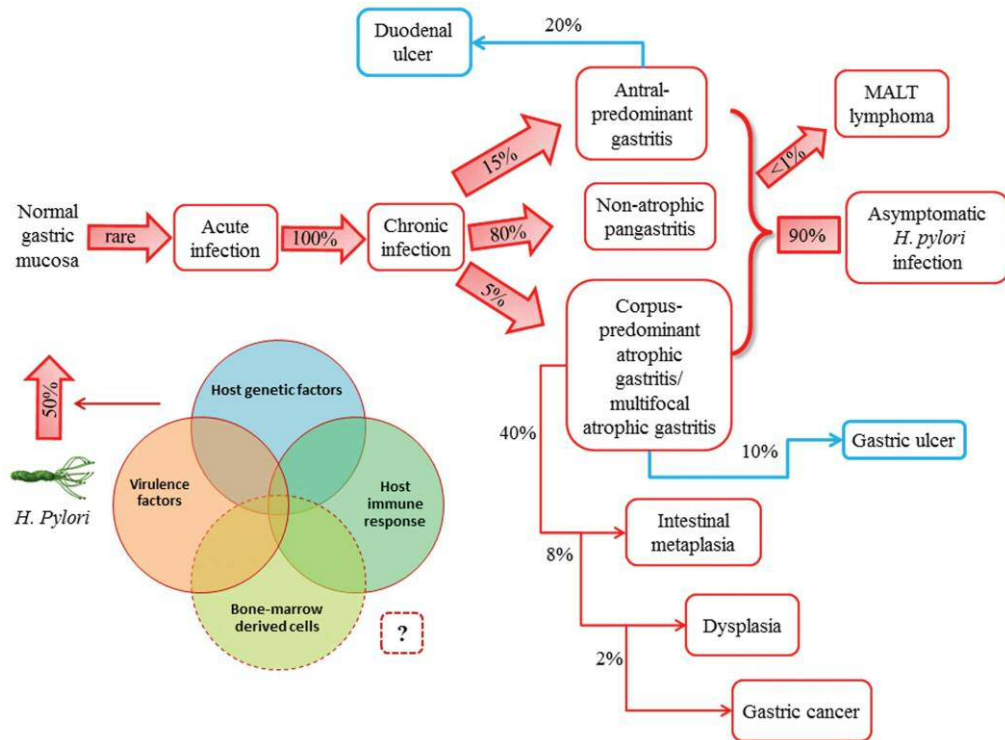 Duodenal
ulcer
20%
Antral-
predominant
gastritis
MALT
lymphoma
<1%
15%
Normal
gastric
mucosa
rare
Acute
infection
100%
Chronic
infection
80%
Non-atrophic
pangastritis
90%
Asymptomatic
H. pylori
infection
5%
Corpus-
predominant
atrophic
gastritis/
multifocal
atrophic gastritis
50%
H. Pylori
Host genetic factors
Virulence
factors
Host
immune
response
Bone-marrow
derived cells
?
40%
10%
Gastric ulcer
Intestinal
metaplasia
8%
Dysplasia
2%
Gastric cancer